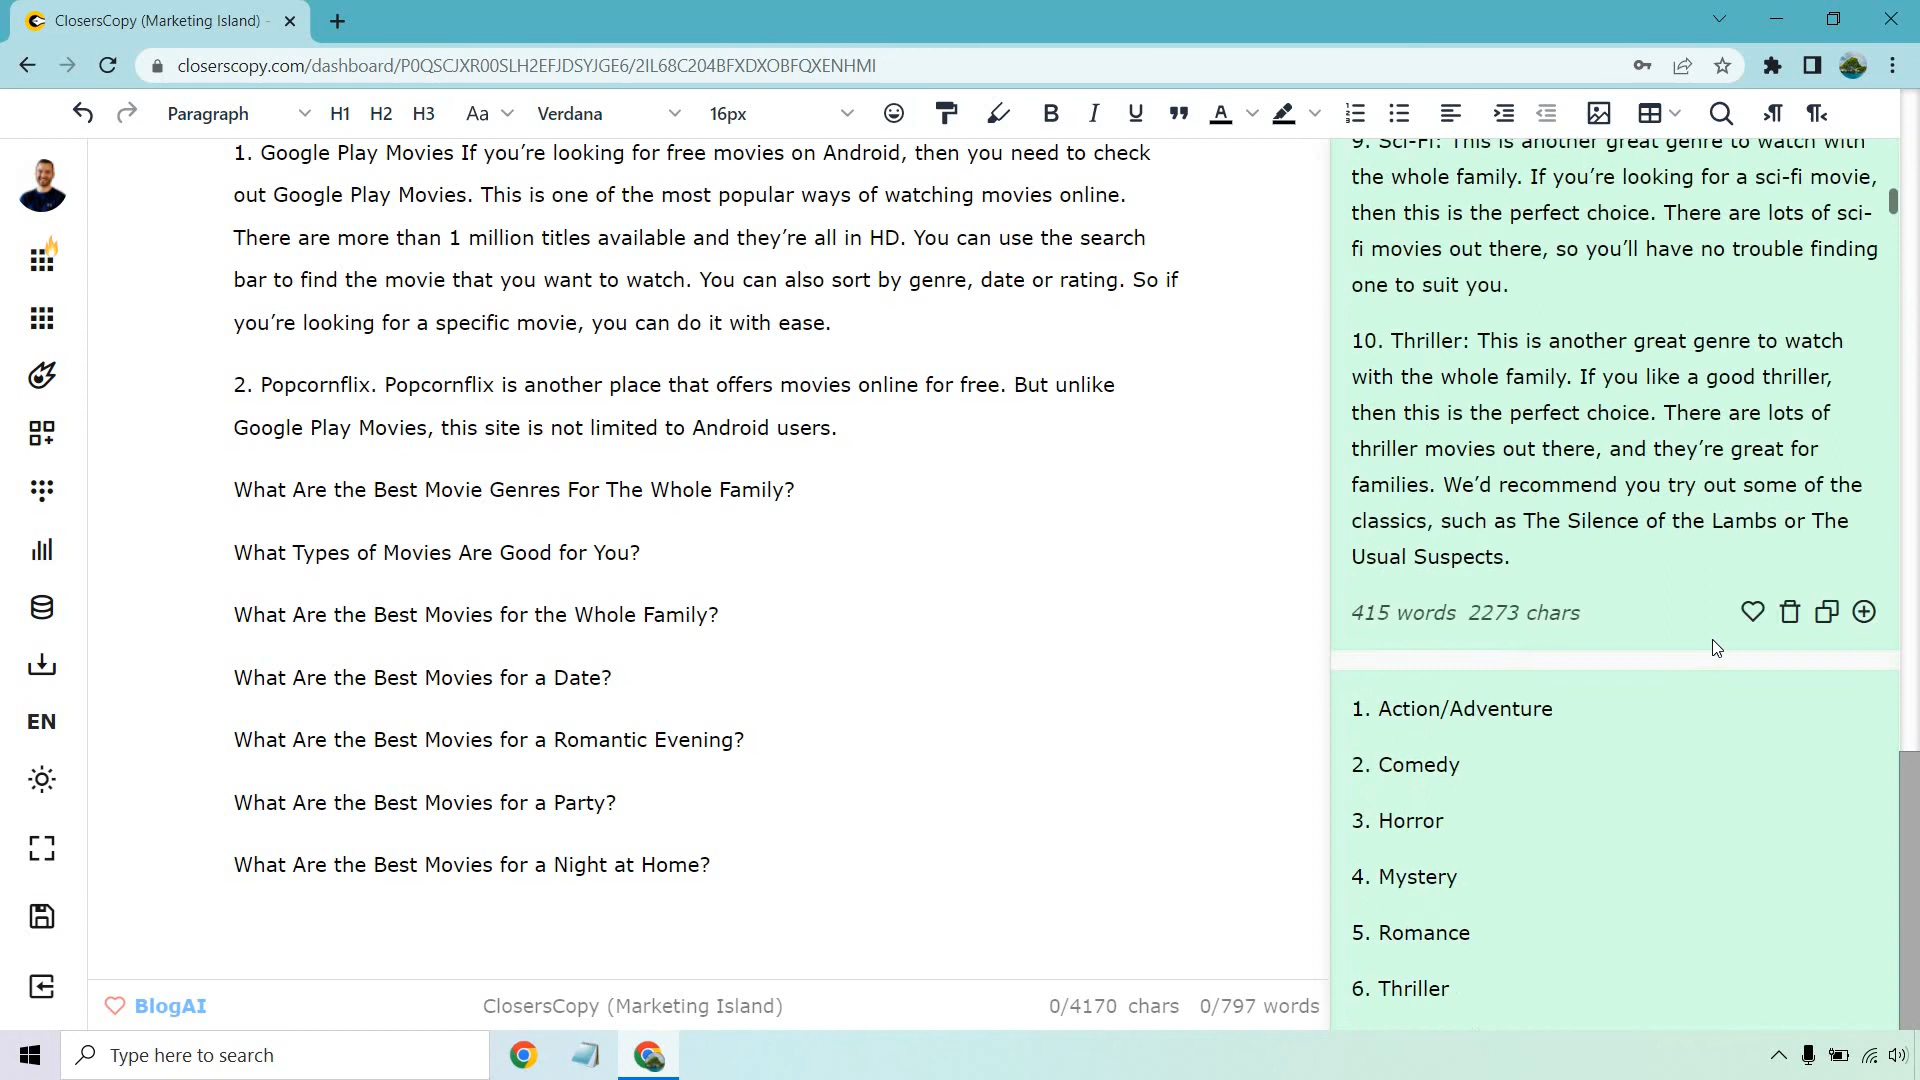 ClosersCopy (Marketing Island) -
closerscopy.com/dashboard/P0QSCJXR00SLH2EFJDSYJGE6/2IL68C204BFXDXOBFQXENHMI
Paragraph H1 H2 H3 Aa Verdana 16px B I U A
1. Google Play Movies If you’re looking for free movies on Android, then you need to check
out Google Play Movies. This is one of the most popular ways of watching movies online.
There are more than 1 million titles available and they’re all in HD. You can use the search
bar to find the movie that you want to watch. You can also sort by genre, date or rating. So if
you’re looking for a specific movie, you can do it with ease.
2. Popcornflix. Popcornflix is another place that offers movies online for free. But unlike
Google Play Movies, this site is not limited to Android users.
What Are the Best Movie Genres For The Whole Family?
What Types of Movies Are Good for You?
What Are the Best Movies for the Whole Family?
What Are the Best Movies for a Date?
What Are the Best Movies for a Romantic Evening?
What Are the Best Movies for a Party?
What Are the Best Movies for a Night at Home?
9. Sci-Fi: This is another great genre to watch with
the whole family. If you’re looking for a sci-fi movie,
then this is the perfect choice. There are lots of sci-
fi movies out there, so you’ll have no trouble finding
one to suit you.
10. Thriller: This is another great genre to watch
with the whole family. If you like a good thriller,
then this is the perfect choice. There are lots of
thriller movies out there, and they’re great for
families. We’d recommend you try out some of the
classics, such as The Silence of the Lambs or The
Usual Suspects.
415 words 2273 chars
1. Action/Adventure
2. Comedy
3. Horror
4. Mystery
5. Romance
6. Thriller
EN
BlogAI ClosersCopy (Marketing Island) 0/4170 chars 0/797 words
Type here to search